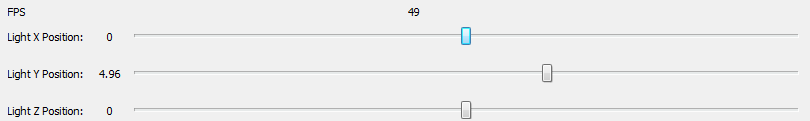 FPS 49
Light X Position: 0
Light Y Position: 4.96
Light Z Position: 0